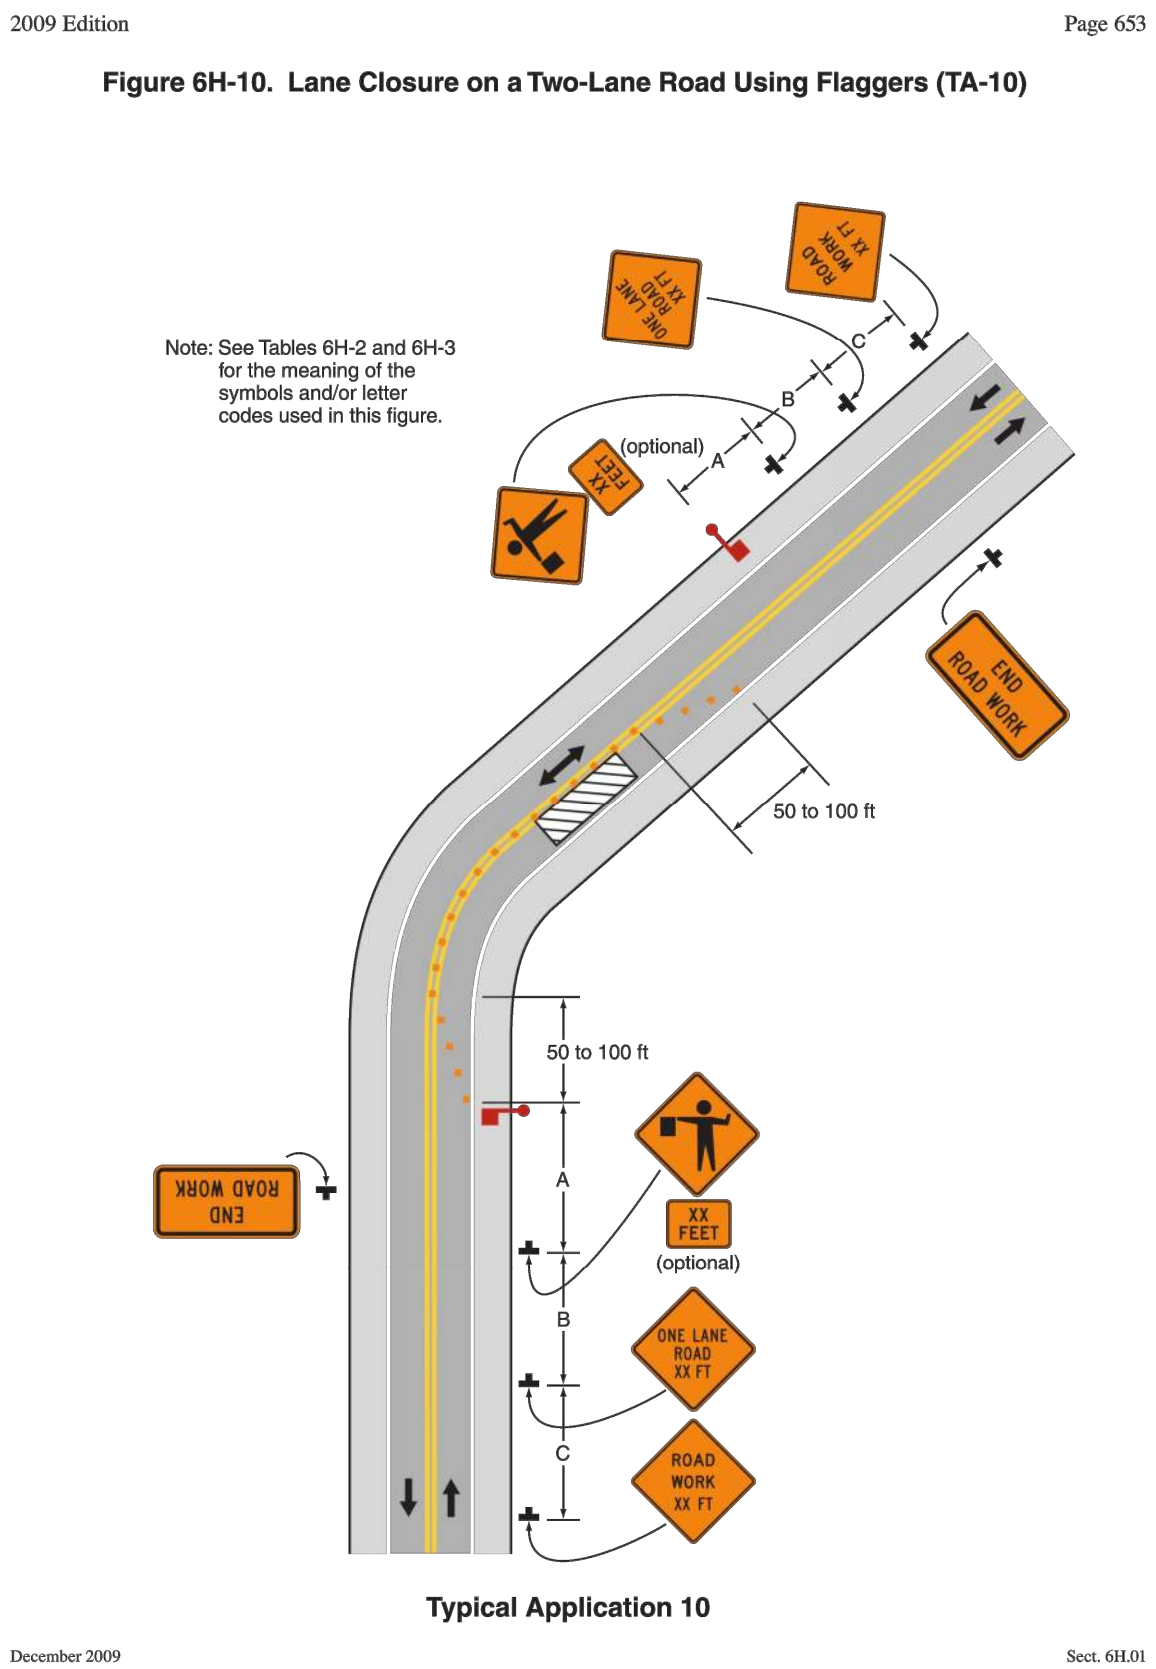 2009 Edition
Page 653
Figure 6H-10. Lane Closure on a Two-Lane Road Using Flaggers (TA-10)
ROAD
WORK
XX FT
ONE LANE
ROAD
XX FT
Note: See Tables 6H-2 and 6H-3
for the meaning of the
symbols and/or letter
codes used in this figure.
C
B
(optional)
A
XX
FEET
END
ROAD WORK
50 to 100 ft
50 to 100 ft
A
XX
FEET
(optional)
END
ROAD WORK
B
ONE LANE
ROAD
XX FT
C
ROAD
WORK
XX FT
Typical Application 10
December 2009
Sect. 6H.01